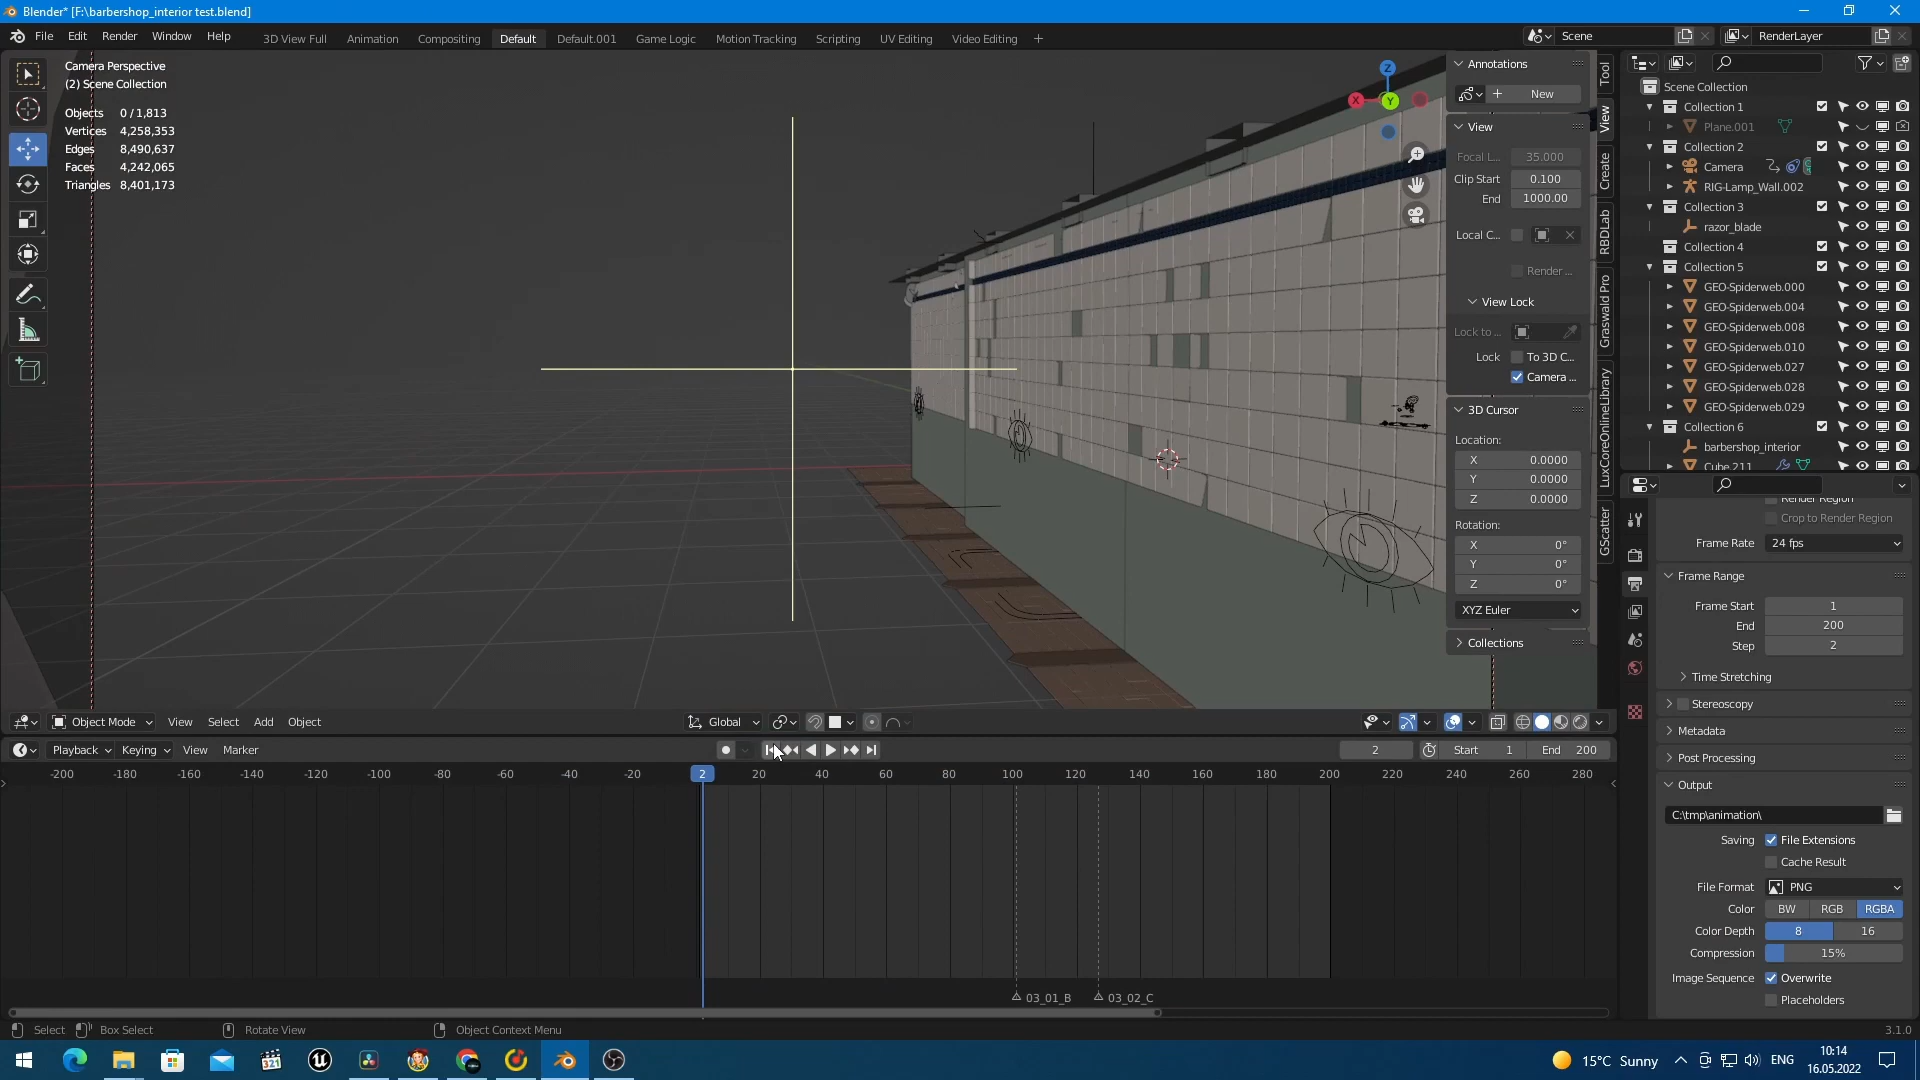 Blender* [F:\barbershop_interior test.blend]
File Edit Render Window Help
3D View Full Animation Compositing Default Default.001 Game Logic Motion Tracking Scripting UV Editing Video Editing +
Scene
RenderLayer
Camera Perspective
(2) Scene Collection
Objects 0 / 1,813
Vertices 4,258,353
Edges 8,490,637
Faces 4,242,065
Triangles 8,401,173
Z
X
Y
Annotations
+ New
View
Focal L... 35.000
Clip Start 0.100
End 1000.00
Local C...
Render ...
View Lock
Lock to ...
Lock To 3D C...
Camera ...
3D Cursor
Location:
X 0.0000
Y 0.0000
Z 0.0000
Rotation:
X 0°
Y 0°
Z 0°
XYZ Euler
Collections
Tool
View
Create
RBDLab
Graswald Pro
LuxCoreOnlineLibrary
GScatter
Scene Collection
Collection 1
Plane.001
Collection 2
Camera
RIG-Lamp_Wall.002
Collection 3
razor_blade
Collection 4
Collection 5
GEO-Spiderweb.000
GEO-Spiderweb.004
GEO-Spiderweb.008
GEO-Spiderweb.010
GEO-Spiderweb.027
GEO-Spiderweb.028
GEO-Spiderweb.029
Collection 6
barbershop_interior
Cube.211
Render Region
Crop to Render Region
Frame Rate 24 fps
Frame Range
Frame Start 1
End 200
Step 2
Time Stretching
Stereoscopy
Metadata
Post Processing
Output
C:\tmp\animation\
Saving File Extensions
Cache Result
File Format PNG
Color BW RGB RGBA
Color Depth 8 16
Compression 15%
Image Sequence Overwrite
Placeholders
Object Mode View Select Add Object
Global
Playback Keying View Marker
2 Start 1 End 200
-200 -180 -160 -140 -120 -100 -80 -60 -40 -20 2 20 40 60 80 100 120 140 160 180 200 220 240 260 280
03_01_B 03_02_C
Select Box Select Rotate View Object Context Menu
3.1.0
321
15°C Sunny
ENG
10:14
16.05.2022